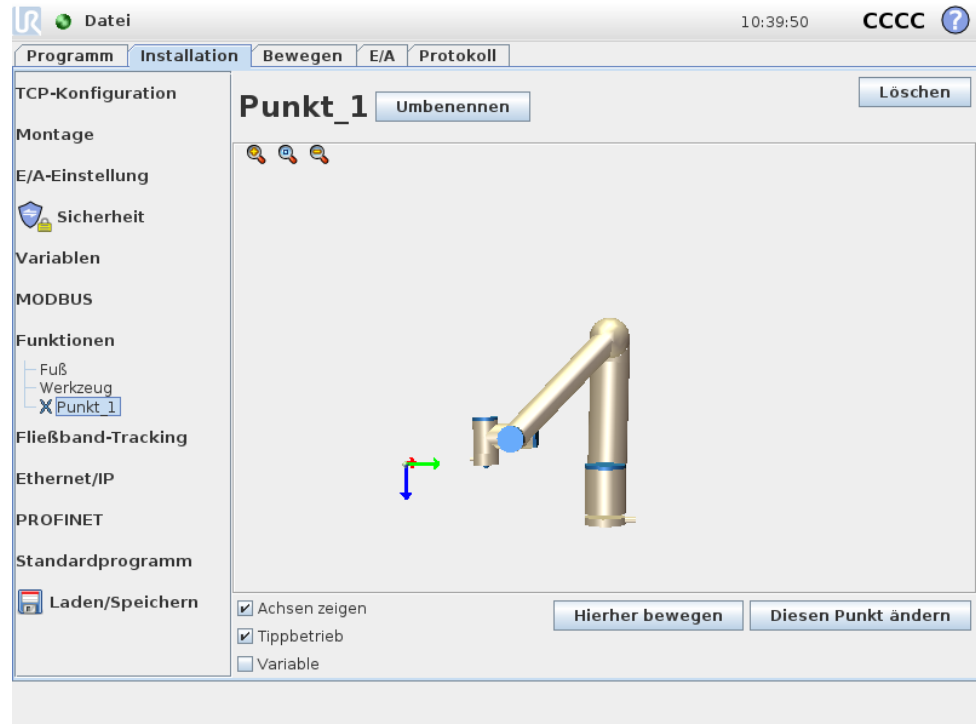 UR Datei 10:39:50 CCCC ?
Programm Installation Bewegen E/A Protokoll
TCP-Konfiguration
Montage
E/A-Einstellung
Sicherheit
Variablen
MODBUS
Funktionen
Fuß
Werkzeug
Punkt_1
Fließband-Tracking
Ethernet/IP
PROFINET
Standardprogramm
Laden/Speichern
Punkt_1 Umbenennen Löschen
Achsen zeigen
Tippbetrieb
Variable
Hierher bewegen Diesen Punkt ändern